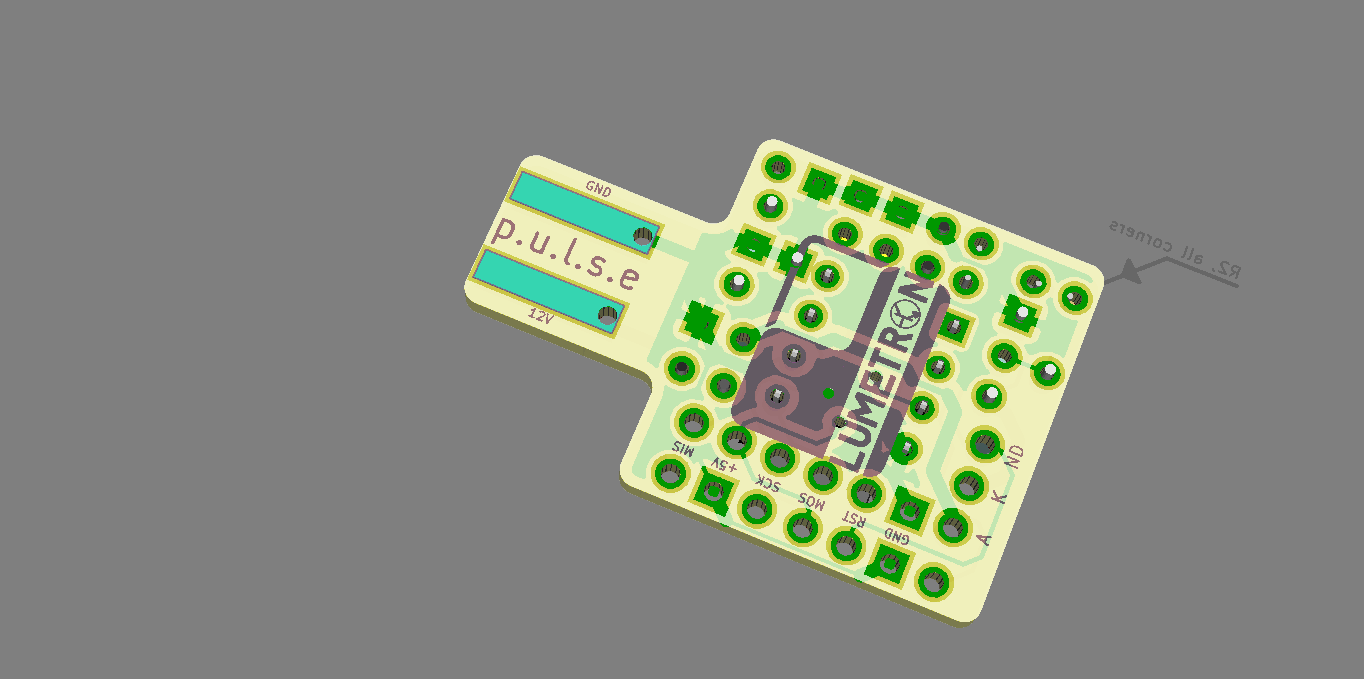 GND
p.u.l.s.e
12V
R2, all corners
LUMETRON
MIS
+5V
SCK
MOS
RST
GND
ND
K
A